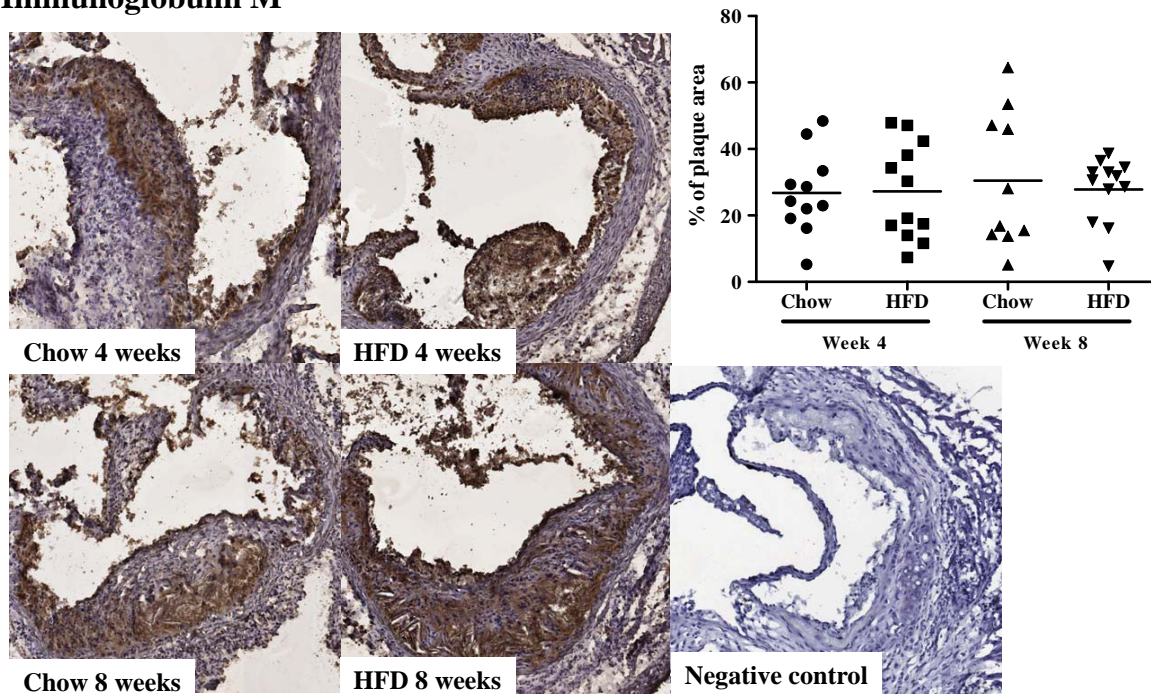 Immunoglobulin M
80
60
40
20
0
% of plaque area
Chow HFD Chow HFD
Week 4 Week 8
Chow 4 weeks HFD 4 weeks
Chow 8 weeks HFD 8 weeks Negative control